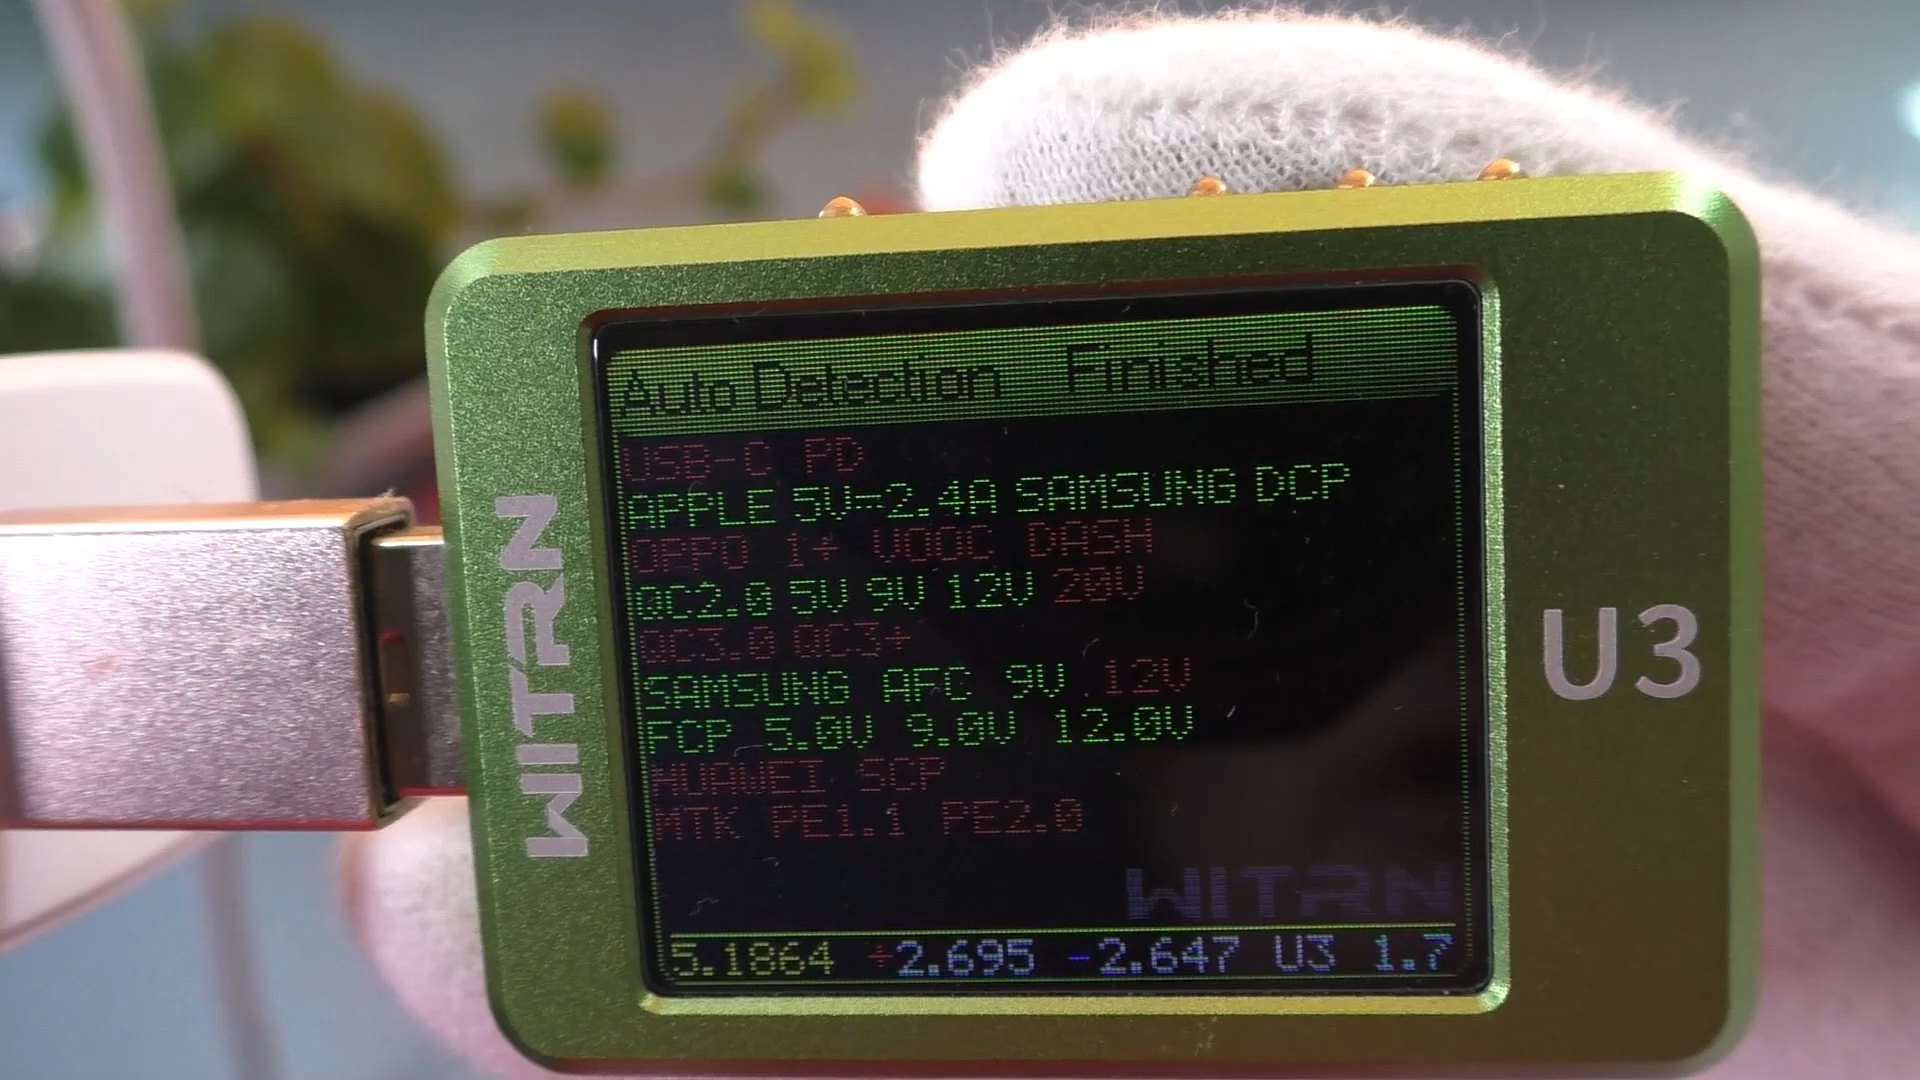 Auto Detection Finished
USB-C PD
APPLE 5V-2.4A SAMSUNG DCP
OPPO 1+ VOOC DASH
QC2.0 5V 9V 12V 20V
QC3.0 QC3+
SAMSUNG AFC 9V 12V
FCP 5.0V 9.0V 12.0V
HUAWEI SCP
MTK PE1.1 PE2.0
WITRN
5.1864 +2.695 -2.647 U3 1.7
WITRN
U3